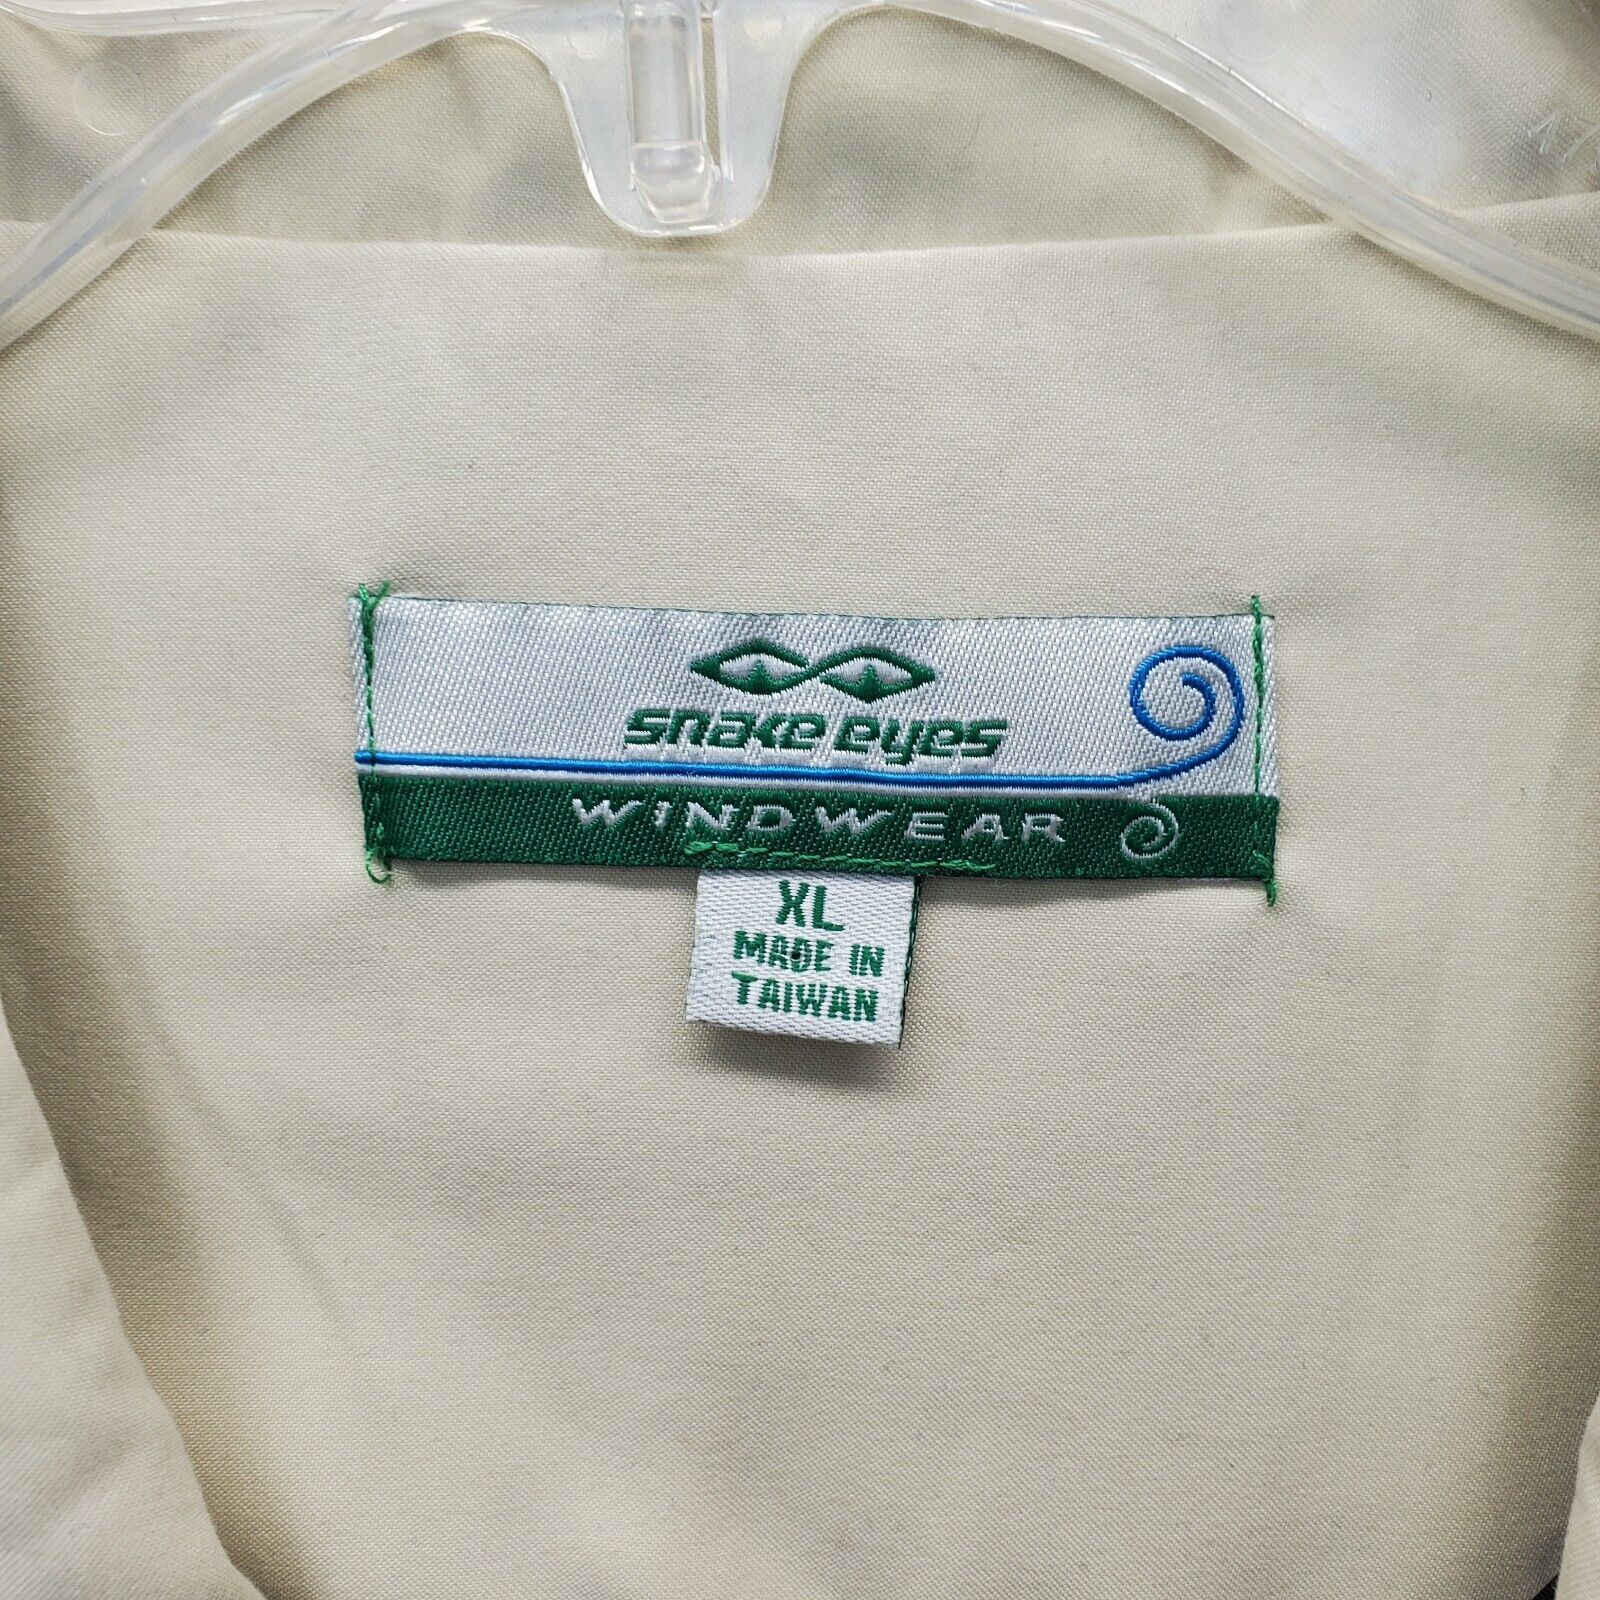 snake eyes
WINDWEAR
XL
MADE IN
TAIWAN